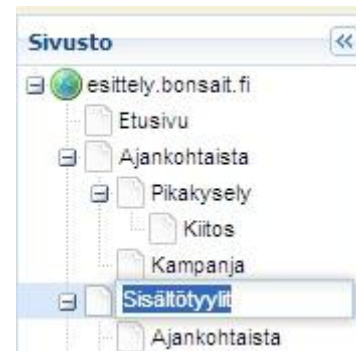 Sivusto
esittely.bonsait.fi
Etusivu
Ajankohtaista
Pikakysely
Kiitos
Kampanja
Sisältötyylit
Ajankohtaista